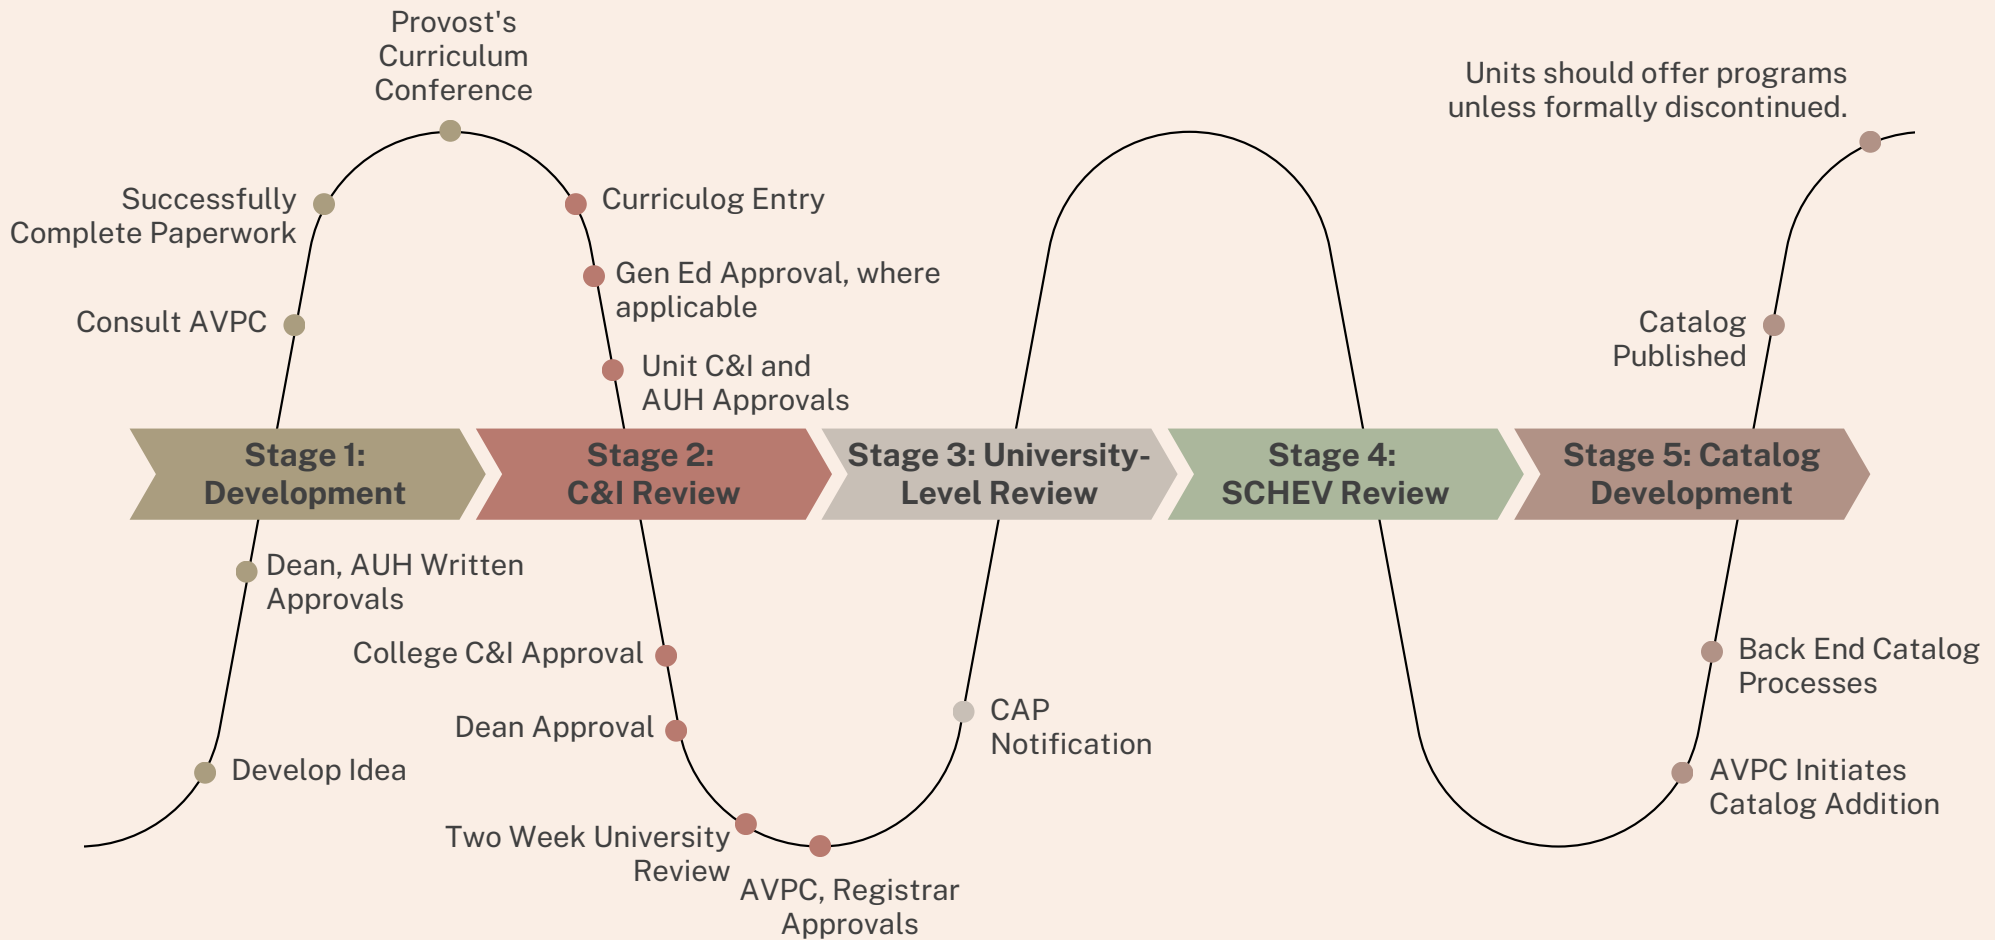 Provost's
Curriculum
Conference
Units should offer programs
unless formally discontinued.
Successfully
Complete Paperwork
Curriculog Entry
Gen Ed Approval, where
applicable
Consult AVPC
Catalog
Published
Unit C&I and
AUH Approvals
Stage 1:
Development
Stage 2:
C&I Review
Stage 3: University-
Level Review
Stage 4:
SCHEV Review
Stage 5: Catalog
Development
Dean, AUH Written
Approvals
College C&I Approval
Back End Catalog
Processes
Dean Approval
CAP
Notification
Develop Idea
AVPC Initiates
Catalog Addition
Two Week University
Review
AVPC, Registrar
Approvals